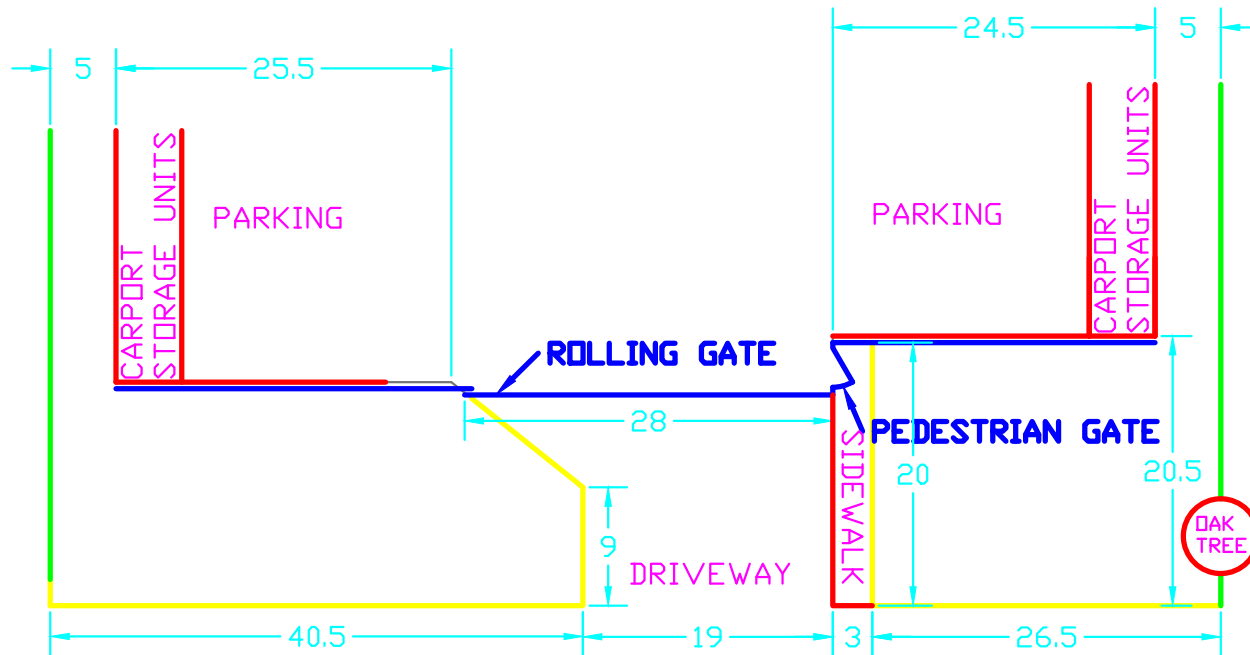 24.5
5
5
25.5
CARPORT
STORAGE UNITS
PARKING
PARKING
CARPORT
STORAGE UNITS
ROLLING GATE
28
PEDESTRIAN GATE
SIDEWALK
20
20.5
9
DRIVEWAY
OAK
TREE
40.5
19
3
26.5